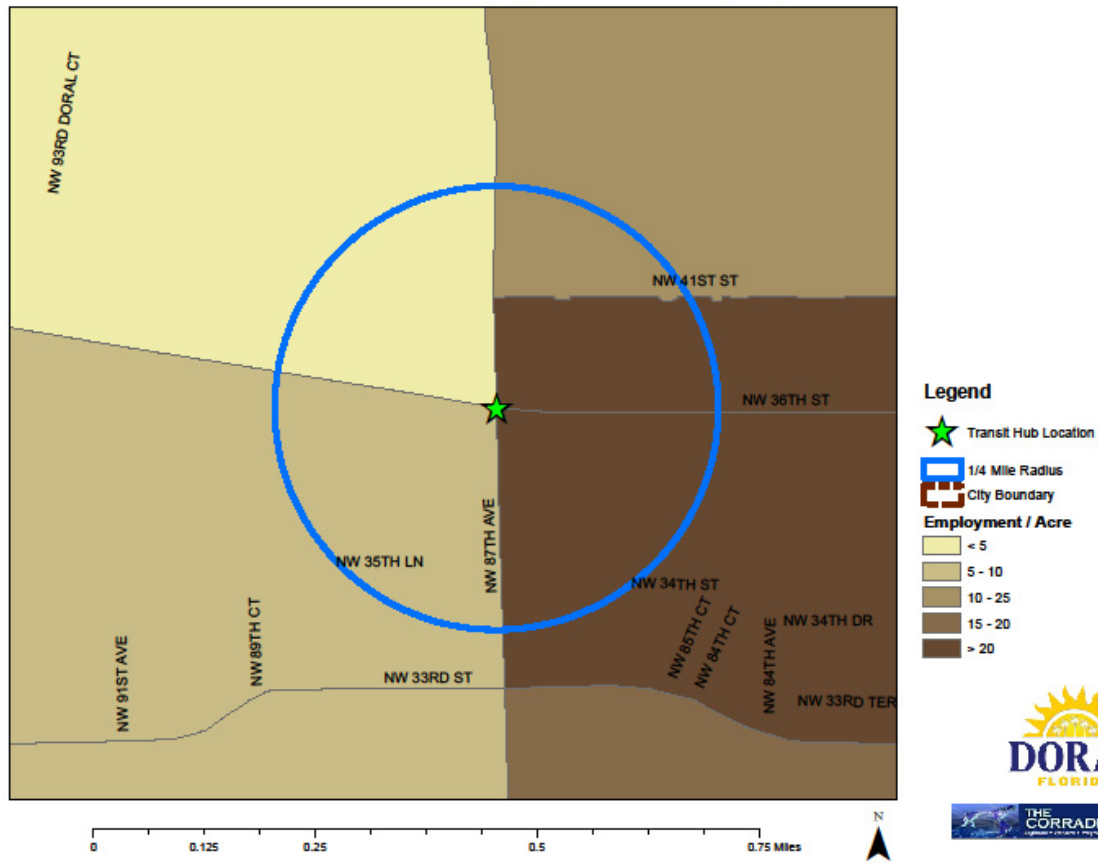 NW 93RD DORAL CT
NW 41ST ST
NW 36TH ST
NW 87TH AVE
NW 35TH LN
NW 34TH ST
NW 85TH CT
NW 84TH CT
NW 84TH AVE
NW 34TH DR
NW 89TH CT
NW 91ST AVE
NW 33RD ST
NW 33RD TER
Legend
Transit Hub Location
1/4 Mile Radius
City Boundary
Employment / Acre
< 5
5 - 10
10 - 25
15 - 20
> 20
DORA
FLORID
THE
CORRAD
N
0 0.125 0.25 0.5 0.75 Miles